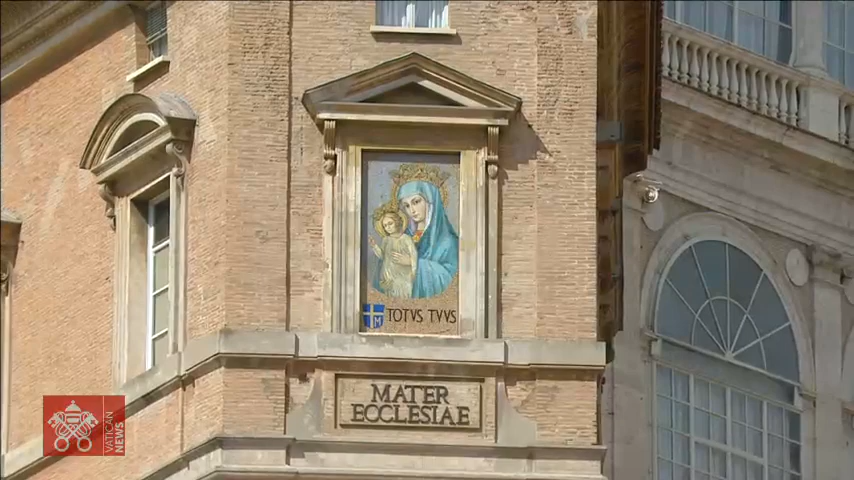 TOTVS TVVS
M
MATER
ECCLESIAE
VATICAN
NEWS